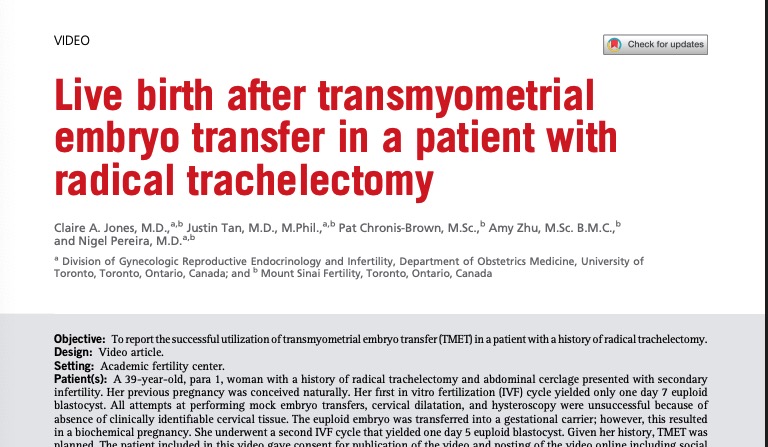 VIDEO
Check for updates
Live birth after transmyometrial
embryo transfer in a patient with
radical trachelectomy
Claire A. Jones, M.D.,a,b Justin Tan, M.D., M.Phil.,a,b Pat Chronis-Brown, M.Sc.,b Amy Zhu, M.Sc. B.M.C.,b
and Nigel Pereira, M.D.a,b
a Division of Gynecologic Reproductive Endocrinology and Infertility, Department of Obstetrics Medicine, University of
Toronto, Toronto, Ontario, Canada; and b Mount Sinai Fertility, Toronto, Ontario, Canada
Objective: To report the successful utilization of transmyometrial embryo transfer (TMET) in a patient with a history of radical trachelectomy.
Design: Video article.
Setting: Academic fertility center.
Patient(s): A 39-year-old, para 1, woman with a history of radical trachelectomy and abdominal cerclage presented with secondary
infertility. Her previous pregnancy was conceived naturally. Her first in vitro fertilization (IVF) cycle yielded only one day 7 euploid
blastocyst. All attempts at performing mock embryo transfers, cervical dilatation, and hysteroscopy were unsuccessful because of
absence of clinically identifiable cervical tissue. The euploid embryo was transferred into a gestational carrier; however, this resulted
in a biochemical pregnancy. She underwent a second IVF cycle that yielded one day 5 euploid blastocyst. Given her history, TMET was
planned. The patient included in this video gave consent for publication of the video and posting of the video online including social